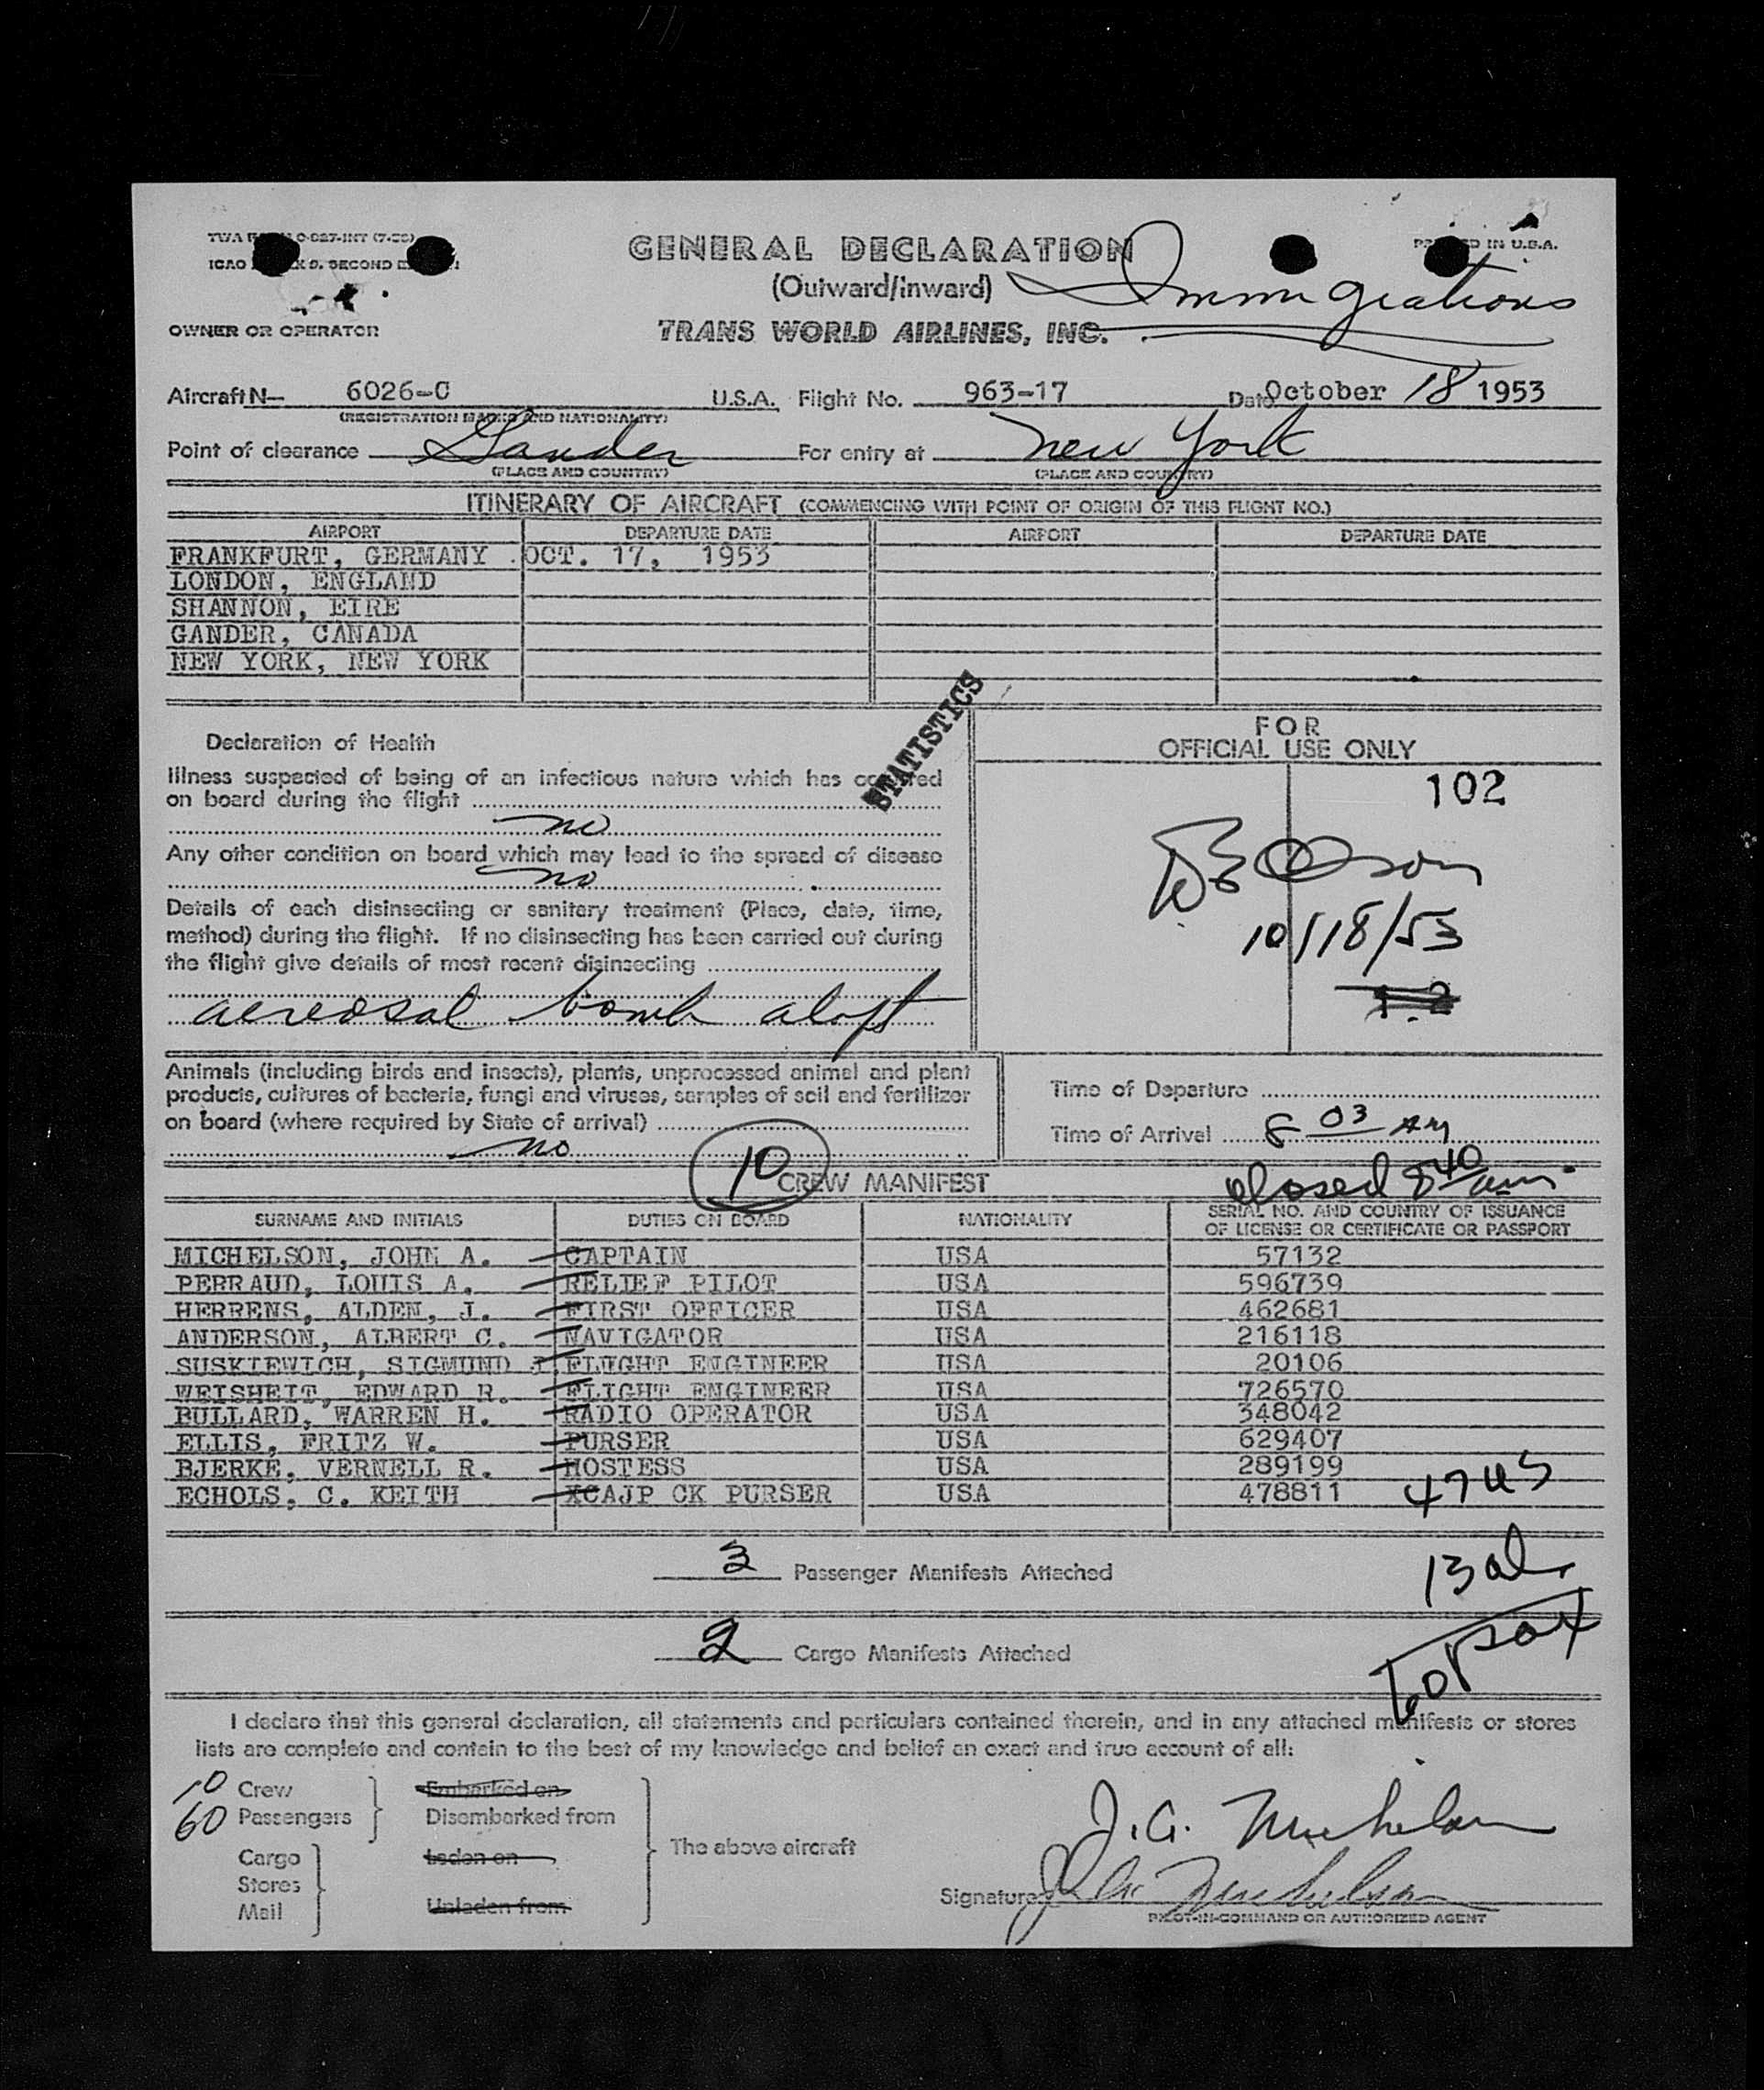 GENERAL DECLARATION
(Outward/Inward)
Immigrations
PRINTED IN U.S.A.
OWNER OR OPERATOR
TRANS WORLD AIRLINES, INC.
Aircraft N— 6026-C U.S.A. Flight No. 963-17 Date October 18 1953
(REGISTRATION MARKS AND NATIONALITY)
Point of clearance Gander For entry at New York
(PLACE AND COUNTRY) (PLACE AND COUNTRY)
ITINERARY OF AIRCRAFT (COMMENCING WITH POINT OF ORIGIN OF THIS FLIGHT NO.)
AIRPORT DEPARTURE DATE AIRPORT DEPARTURE DATE
FRANKFURT, GERMANY OCT. 17, 1953
LONDON, ENGLAND
SHANNON, EIRE
GANDER, CANADA
NEW YORK, NEW YORK
STATISTICS
Declaration of Health
Illness suspected of being of an infectious nature which has occurred
on board during the flight
no
Any other condition on board which may lead to the spread of disease
no
Details of each disinsecting or sanitary treatment (Place, date, time,
method) during the flight. If no disinsecting has been carried out during
the flight give details of most recent disinsecting
aereosal bomb aloft
FOR
OFFICIAL USE ONLY
102
10/18/53
Animals (including birds and insects), plants, unprocessed animal and plant
products, cultures of bacteria, fungi and viruses, samples of soil and fertilizer
on board (where required by State of arrival)
no
Time of Departure
Time of Arrival 8 03 AM
closed 8 40 am
10
CREW MANIFEST
SURNAME AND INITIALS DUTIES ON BOARD NATIONALITY SERIAL NO. AND COUNTRY OF ISSUANCE
OF LICENSE OR CERTIFICATE OR PASSPORT
MICHELSON, JOHN A. CAPTAIN USA 57132
PERRAUD, LOUIS A. RELIEF PILOT USA 596739
HERRENS, ALDEN, J. FIRST OFFICER USA 462681
ANDERSON, ALBERT C. NAVIGATOR USA 216118
SUSKIEWICH, SIGMUND J. FLIGHT ENGINEER USA 20106
WEISHEIT, EDWARD R. FLIGHT ENGINEER USA 726570
BULLARD, WARREN H. RADIO OPERATOR USA 348042
ELLIS, FRITZ W. PURSER USA 629407
BJERKE, VERNELL R. HOSTESS USA 289199
ECHOLS, C. KEITH XCAJP CK PURSER USA 478811
47 US
3 Passenger Manifests Attached
13 al.
2 Cargo Manifests Attached
60 pax
I declare that this general declaration, all statements and particulars contained therein, and in any attached manifests or stores
lists are complete and contain to the best of my knowledge and belief an exact and true account of all:
10 Crew Embarked on
60 Passengers Disembarked from
The above aircraft
Cargo Laden on
Stores
Mail Unladen from
J. A. Michelson
Signature
PILOT-IN-COMMAND OR AUTHORIZED AGENT